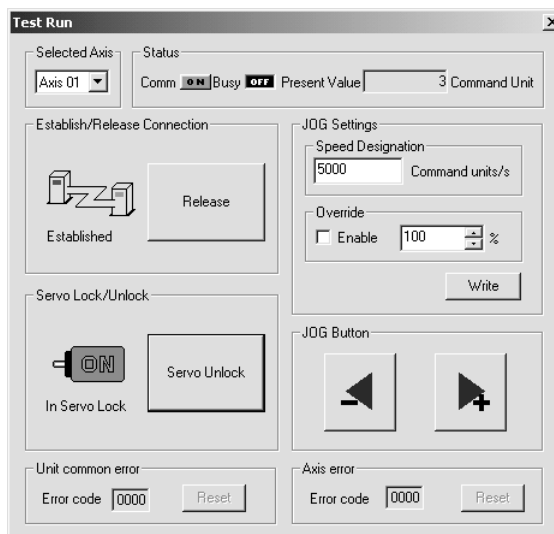 Test Run
Selected Axis
Axis 01
Status
Comm ON Busy OFF Present Value 3 Command Unit
Establish/Release Connection
Established
Release
JOG Settings
Speed Designation
5000 Command units/s
Override
Enable 100 %
Write
Servo Lock/Unlock
ON
In Servo Lock
Servo Unlock
JOG Button
- +
Unit common error
Error code 0000 Reset
Axis error
Error code 0000 Reset